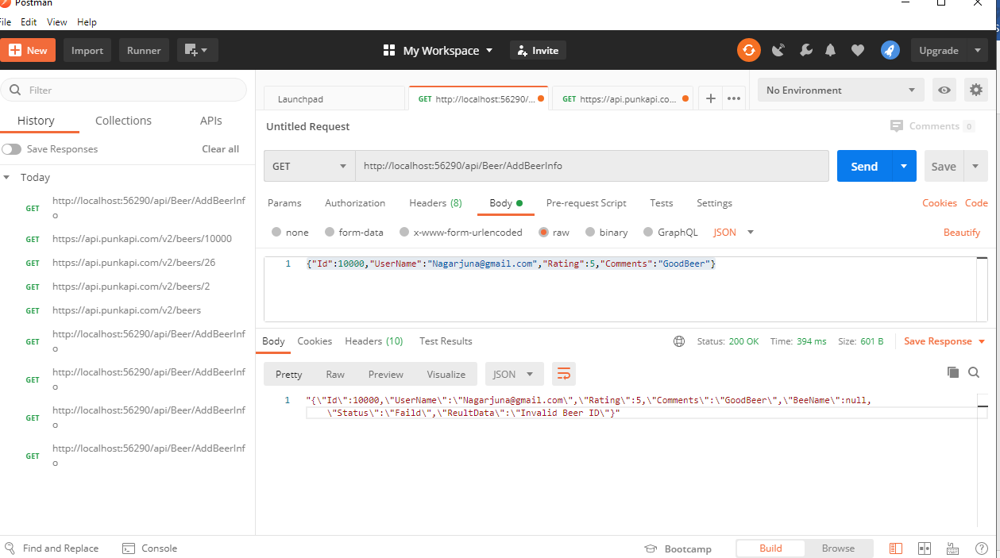 Postman
File Edit View Help
New Import Runner My Workspace Invite Upgrade
Filter
Launchpad GET http://localhost:56290/... GET https://api.punkapi.co... No Environment
History Collections APIs
Untitled Request Comments 0
Save Responses Clear all
GET http://localhost:56290/api/Beer/AddBeerInfo Send Save
Today
GET http://localhost:56290/api/Beer/AddBeerInf
o
GET https://api.punkapi.com/v2/beers/10000
GET https://api.punkapi.com/v2/beers/26
GET https://api.punkapi.com/v2/beers/2
GET https://api.punkapi.com/v2/beers
GET http://localhost:56290/api/Beer/AddBeerInf
o
GET http://localhost:56290/api/Beer/AddBeerInf
o
GET http://localhost:56290/api/Beer/AddBeerInf
o
GET http://localhost:56290/api/Beer/AddBeerInf
o
Params Authorization Headers (8) Body Pre-request Script Tests Settings Cookies Code
none form-data x-www-form-urlencoded raw binary GraphQL JSON Beautify
1 {"Id":10000,"UserName":"Nagarjuna@gmail.com","Rating":5,"Comments":"GoodBeer"}
Body Cookies Headers (10) Test Results Status: 200 OK Time: 394 ms Size: 601 B Save Response
Pretty Raw Preview Visualize JSON
1 "{\"Id\":10000,\"UserName\":\"Nagarjuna@gmail.com\",\"Rating\":5,\"Comments\":\"GoodBeer\",\"BeeName\":null,
\"Status\":\"Faild\",\"ReultData\":\"Invalid Beer ID\"}"
Find and Replace Console Bootcamp Build Browse